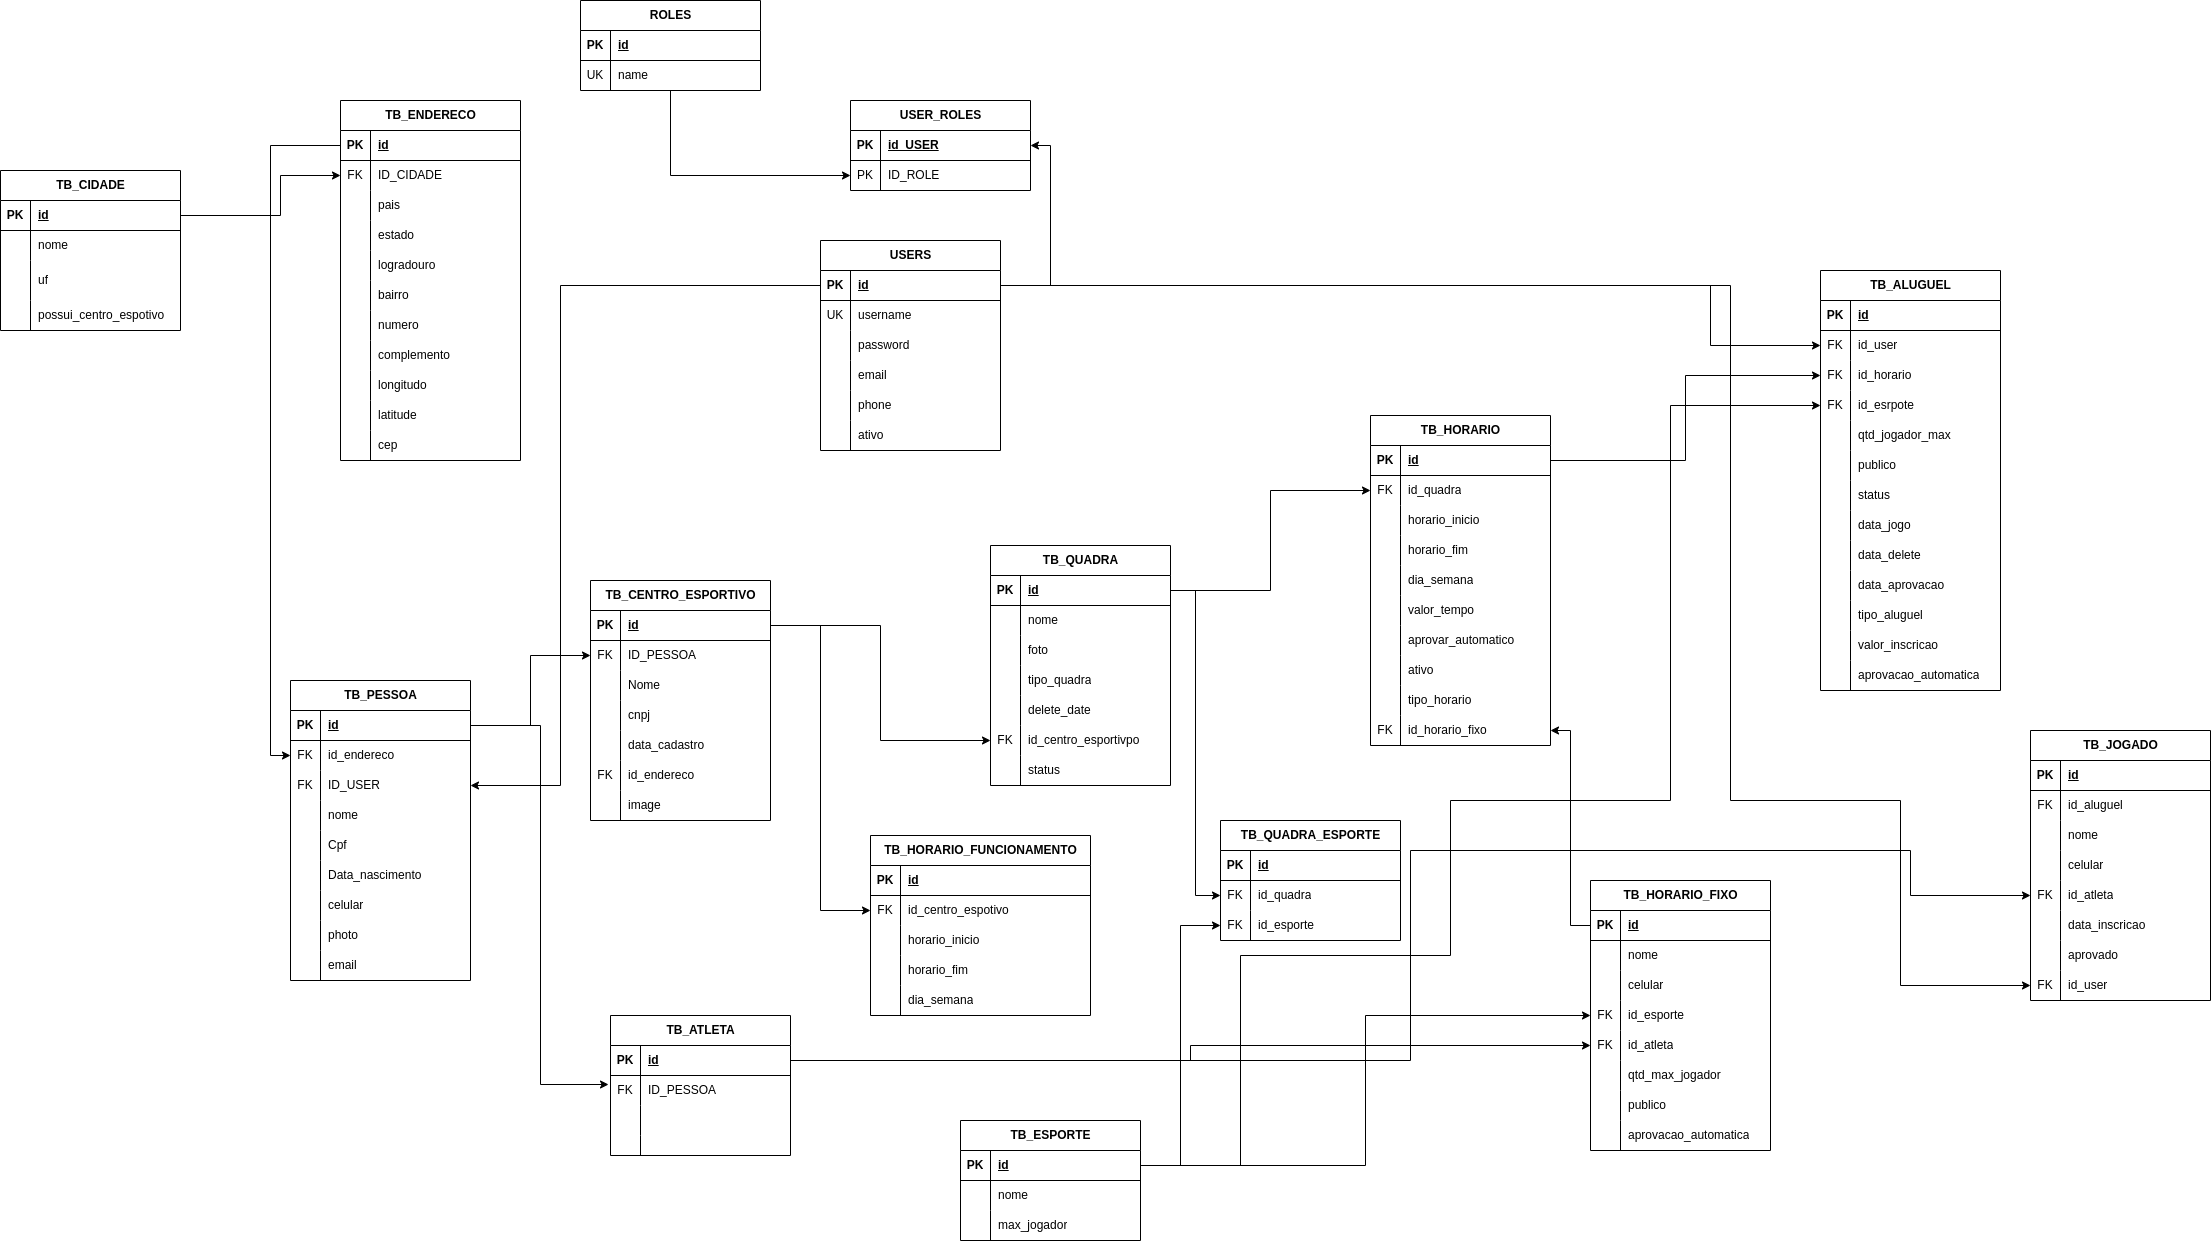 ROLES
PK id
UK name
TB_ENDERECO
PK id
FK ID_CIDADE
pais
estado
logradouro
bairro
numero
complemento
longitudo
latitude
cep
USER_ROLES
PK id_USER
PK ID_ROLE
TB_CIDADE
PK id
nome
uf
possui_centro_espotivo
USERS
PK id
UK username
password
email
phone
ativo
TB_ALUGUEL
PK id
FK id_user
FK id_horario
FK id_esrpote
qtd_jogador_max
publico
status
data_jogo
data_delete
data_aprovacao
tipo_aluguel
valor_inscricao
aprovacao_automatica
TB_HORARIO
PK id
FK id_quadra
horario_inicio
horario_fim
dia_semana
valor_tempo
aprovar_automatico
ativo
tipo_horario
FK id_horario_fixo
TB_QUADRA
PK id
nome
foto
tipo_quadra
delete_date
FK id_centro_esportivpo
status
TB_CENTRO_ESPORTIVO
PK id
FK ID_PESSOA
Nome
cnpj
data_cadastro
FK id_endereco
image
TB_PESSOA
PK id
FK id_endereco
FK ID_USER
nome
Cpf
Data_nascimento
celular
photo
email
TB_JOGADO
PK id
FK id_aluguel
nome
celular
FK id_atleta
data_inscricao
aprovado
FK id_user
TB_QUADRA_ESPORTE
PK id
FK id_quadra
FK id_esporte
TB_HORARIO_FUNCIONAMENTO
PK id
FK id_centro_espotivo
horario_inicio
horario_fim
dia_semana
TB_HORARIO_FIXO
PK id
nome
celular
FK id_esporte
FK id_atleta
qtd_max_jogador
publico
aprovacao_automatica
TB_ATLETA
PK id
FK ID_PESSOA
TB_ESPORTE
PK id
nome
max_jogador